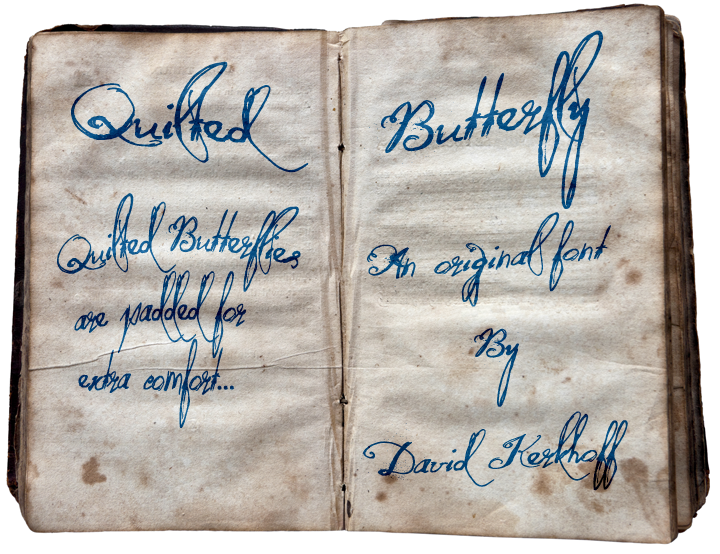 Quilted
Quilted Butterflies
are padded for
extra comfort...
Butterfly
An original font
By
David Kerkhoff